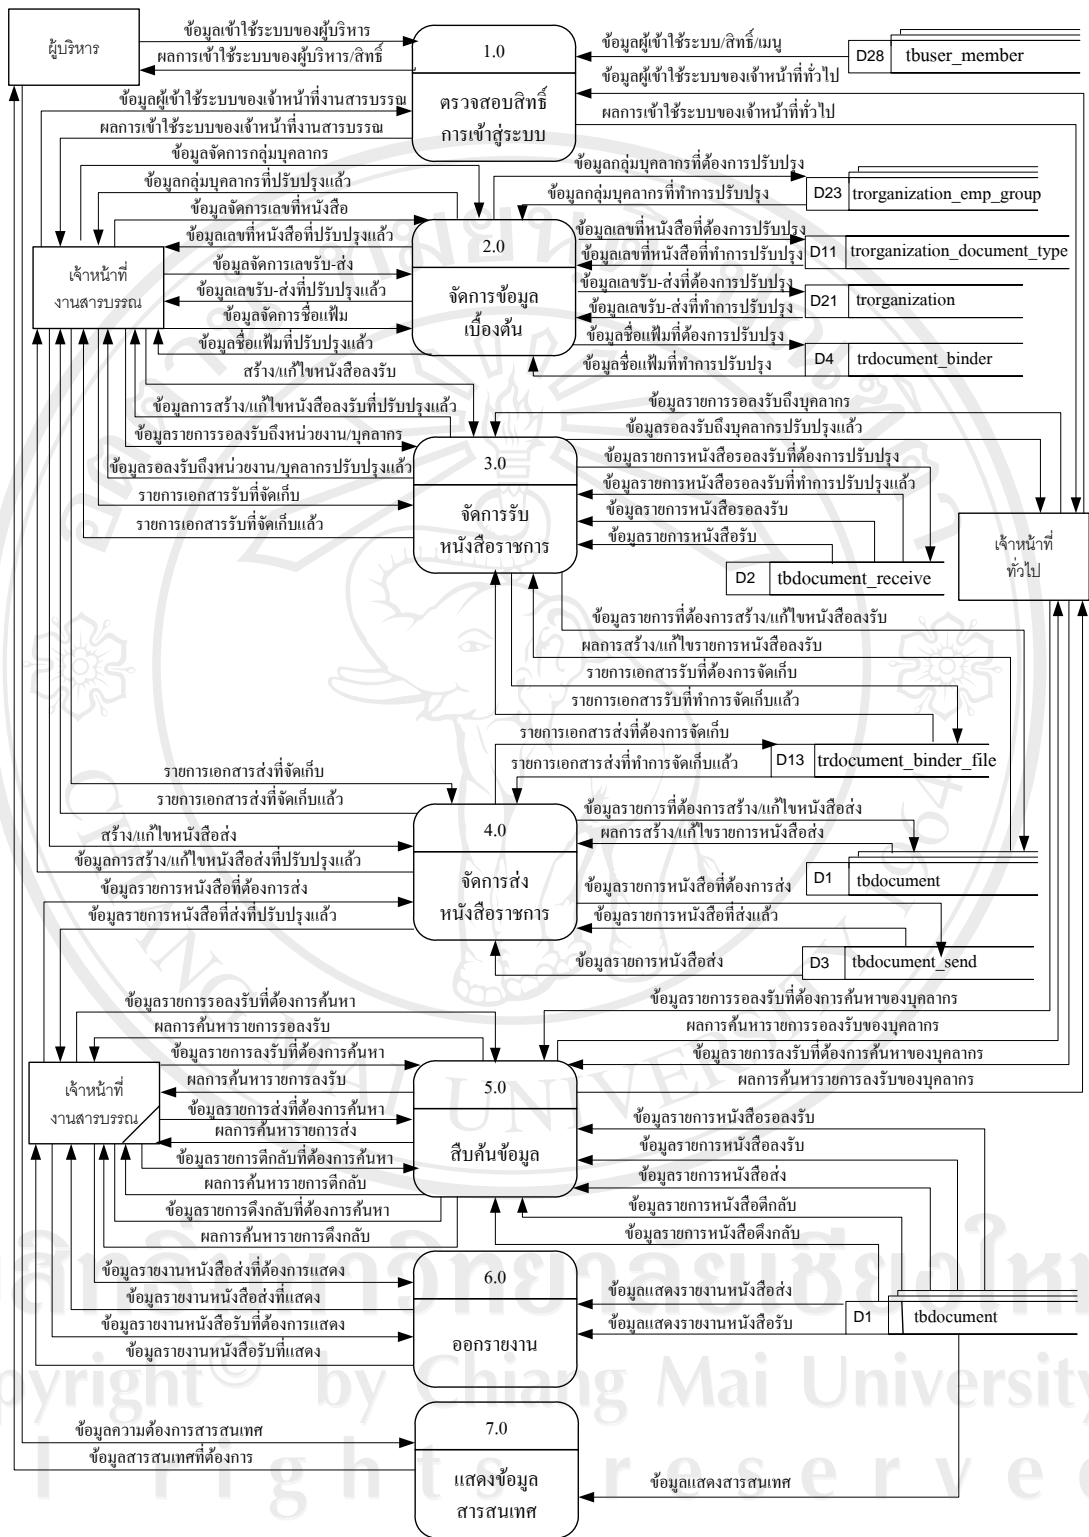 ผู้บริหาร
ข้อมูลเข้าใช้ระบบของผู้บริหาร
ผลการเข้าใช้ระบบของผู้บริหาร/สิทธิ์
1.0
ตรวจสอบสิทธิ์
การเข้าสู่ระบบ
ข้อมูลผู้เข้าใช้ระบบ/สิทธิ์/เมนู
D28 tbuser_member
ข้อมูลผู้เข้าใช้ระบบของเจ้าหน้าที่ทั่วไป
ผลการเข้าใช้ระบบของเจ้าหน้าที่ทั่วไป
ข้อมูลผู้เข้าใช้ระบบของเจ้าหน้าที่งานสารบรรณ
ผลการเข้าใช้ระบบของเจ้าหน้าที่งานสารบรรณ
ข้อมูลจัดการกลุ่มบุคลากร
ข้อมูลกลุ่มบุคลากรที่ปรับปรุงแล้ว
ข้อมูลจัดการเลขที่หนังสือ
ข้อมูลเลขที่หนังสือที่ปรับปรุงแล้ว
ข้อมูลจัดการเลขรับ-ส่ง
ข้อมูลเลขรับ-ส่งที่ปรับปรุงแล้ว
ข้อมูลจัดการชื่อแฟ้ม
ข้อมูลชื่อแฟ้มที่ปรับปรุงแล้ว
เจ้าหน้าที่
งานสารบรรณ
2.0
จัดการข้อมูล
เบื้องต้น
ข้อมูลกลุ่มบุคลากรที่ต้องการปรับปรุง
ข้อมูลกลุ่มบุคลากรที่ทำการปรับปรุง
D23 trorganization_emp_group
ข้อมูลเลขที่หนังสือที่ต้องการปรับปรุง
ข้อมูลเลขที่หนังสือที่ทำการปรับปรุง
D11 trorganization_document_type
ข้อมูลเลขรับ-ส่งที่ต้องการปรับปรุง
ข้อมูลเลขรับ-ส่งที่ทำการปรับปรุง
D21 trorganization
ข้อมูลชื่อแฟ้มที่ต้องการปรับปรุง
ข้อมูลชื่อแฟ้มที่ทำการปรับปรุง
D4 trdocument_binder
สร้าง/แก้ไขหนังสือลงรับ
ข้อมูลการสร้าง/แก้ไขหนังสือลงรับที่ปรับปรุงแล้ว
ข้อมูลรายการรอลงรับถึงหน่วยงาน/บุคลากร
ข้อมูลรอลงรับถึงหน่วยงาน/บุคลากรปรับปรุงแล้ว
รายการเอกสารรับที่จัดเก็บ
รายการเอกสารรับที่จัดเก็บแล้ว
3.0
จัดการรับ
หนังสือราชการ
ข้อมูลรายการรอลงรับถึงบุคลากร
ข้อมูลรอลงรับถึงบุคลากรปรับปรุงแล้ว
ข้อมูลรายการหนังสือรอลงรับที่ต้องการปรับปรุง
ข้อมูลรายการหนังสือรอลงรับที่ทำการปรับปรุงแล้ว
ข้อมูลรายการหนังสือรอลงรับ
ข้อมูลรายการหนังสือรับ
D2 tbdocument_receive
เจ้าหน้าที่
ทั่วไป
ข้อมูลรายการที่ต้องการสร้าง/แก้ไขหนังสือลงรับ
ผลการสร้าง/แก้ไขรายการหนังสือลงรับ
รายการเอกสารรับที่ต้องการจัดเก็บ
รายการเอกสารรับที่ทำการจัดเก็บแล้ว
รายการเอกสารส่งที่ต้องการจัดเก็บ
รายการเอกสารส่งที่ทำการจัดเก็บแล้ว
D13 trdocument_binder_file
รายการเอกสารส่งที่จัดเก็บ
รายการเอกสารส่งที่จัดเก็บแล้ว
สร้าง/แก้ไขหนังสือส่ง
ข้อมูลการสร้าง/แก้ไขหนังสือส่งที่ปรับปรุงแล้ว
ข้อมูลรายการหนังสือที่ต้องการส่ง
ข้อมูลรายการหนังสือที่ส่งที่ปรับปรุงแล้ว
4.0
จัดการส่ง
หนังสือราชการ
ข้อมูลรายการที่ต้องการสร้าง/แก้ไขหนังสือส่ง
ผลการสร้าง/แก้ไขรายการหนังสือส่ง
D1 tbdocument
ข้อมูลรายการหนังสือที่ต้องการส่ง
ข้อมูลรายการหนังสือที่ส่งแล้ว
ข้อมูลรายการหนังสือส่ง
D3 tbdocument_send
ข้อมูลรายการรอลงรับที่ต้องการค้นหา
ผลการค้นหารายการรอลงรับ
ข้อมูลรายการลงรับที่ต้องการค้นหา
ผลการค้นหารายการลงรับ
ข้อมูลรายการส่งที่ต้องการค้นหา
ผลการค้นหารายการส่ง
ข้อมูลรายการตีกลับที่ต้องการค้นหา
ผลการค้นหารายการตีกลับ
ข้อมูลรายการดึงกลับที่ต้องการค้นหา
ผลการค้นหารายการดึงกลับ
เจ้าหน้าที่
งานสารบรรณ
5.0
สืบค้นข้อมูล
ข้อมูลรายการรอลงรับที่ต้องการค้นหาของบุคลากร
ผลการค้นหารายการรอลงรับของบุคลากร
ข้อมูลรายการลงรับที่ต้องการค้นหาของบุคลากร
ผลการค้นหารายการลงรับของบุคลากร
ข้อมูลรายการหนังสือรอลงรับ
ข้อมูลรายการหนังสือลงรับ
ข้อมูลรายการหนังสือส่ง
ข้อมูลรายการหนังสือตีกลับ
ข้อมูลรายการหนังสือดึงกลับ
ข้อมูลรายงานหนังสือส่งที่ต้องการแสดง
ข้อมูลรายงานหนังสือส่งที่แสดง
ข้อมูลรายงานหนังสือรับที่ต้องการแสดง
ข้อมูลรายงานหนังสือรับที่แสดง
6.0
ออกรายงาน
ข้อมูลแสดงรายงานหนังสือส่ง
ข้อมูลแสดงรายงานหนังสือรับ
D1 tbdocument
ข้อมูลความต้องการสารสนเทศ
ข้อมูลสารสนเทศที่ต้องการ
7.0
แสดงข้อมูล
สารสนเทศ
ข้อมูลแสดงสารสนเทศ
CHIANG MAI UNIVERSITY 1964
by Chiang Mai University
rights reserved